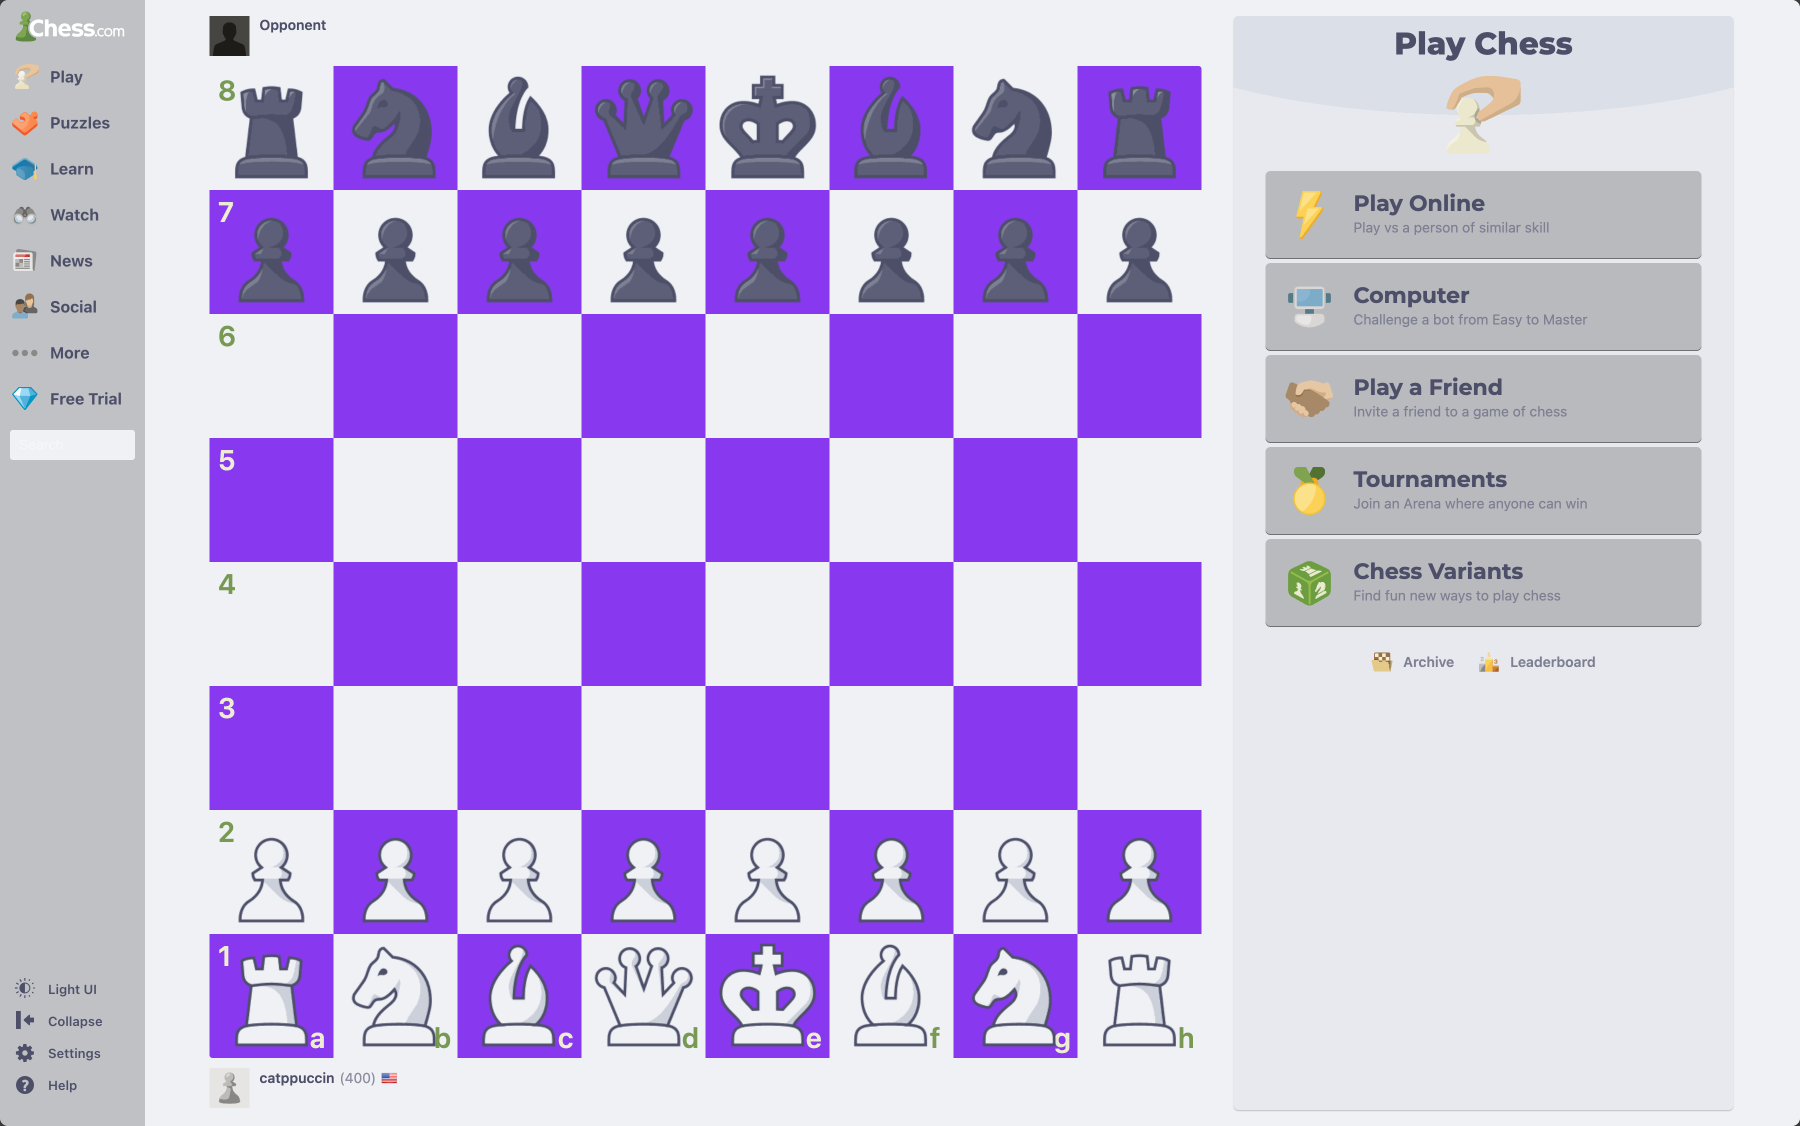 Chess.com
Play
Puzzles
Learn
Watch
News
Social
More
Free Trial
Search
Light UI
Collapse
Settings
Help
Opponent
8
7
6
5
4
3
2
1
a b c d e f g h
catppuccin (400)
Play Chess
Play Online
Play vs a person of similar skill
Computer
Challenge a bot from Easy to Master
Play a Friend
Invite a friend to a game of chess
Tournaments
Join an Arena where anyone can win
Chess Variants
Find fun new ways to play chess
Archive Leaderboard